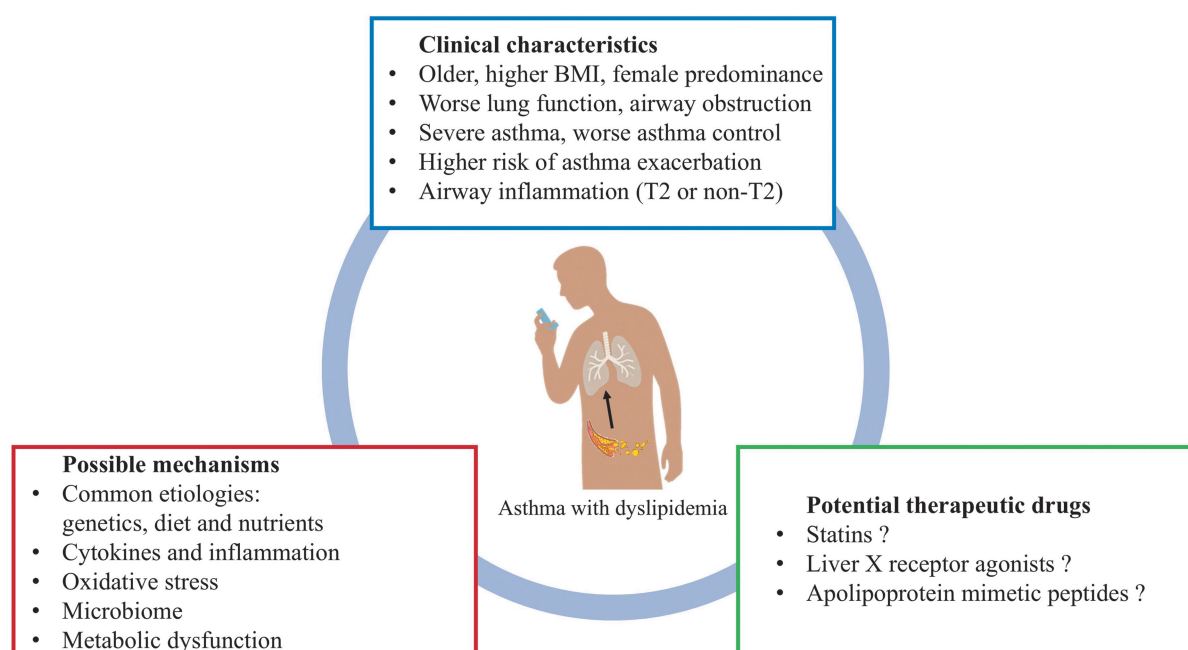 Clinical characteristics
• Older, higher BMI, female predominance
• Worse lung function, airway obstruction
• Severe asthma, worse asthma control
• Higher risk of asthma exacerbation
• Airway inflammation (T2 or non-T2)
Asthma with dyslipidemia
Possible mechanisms
• Common etiologies:
genetics, diet and nutrients
• Cytokines and inflammation
• Oxidative stress
• Microbiome
• Metabolic dysfunction
Potential therapeutic drugs
• Statins ?
• Liver X receptor agonists ?
• Apolipoprotein mimetic peptides ?